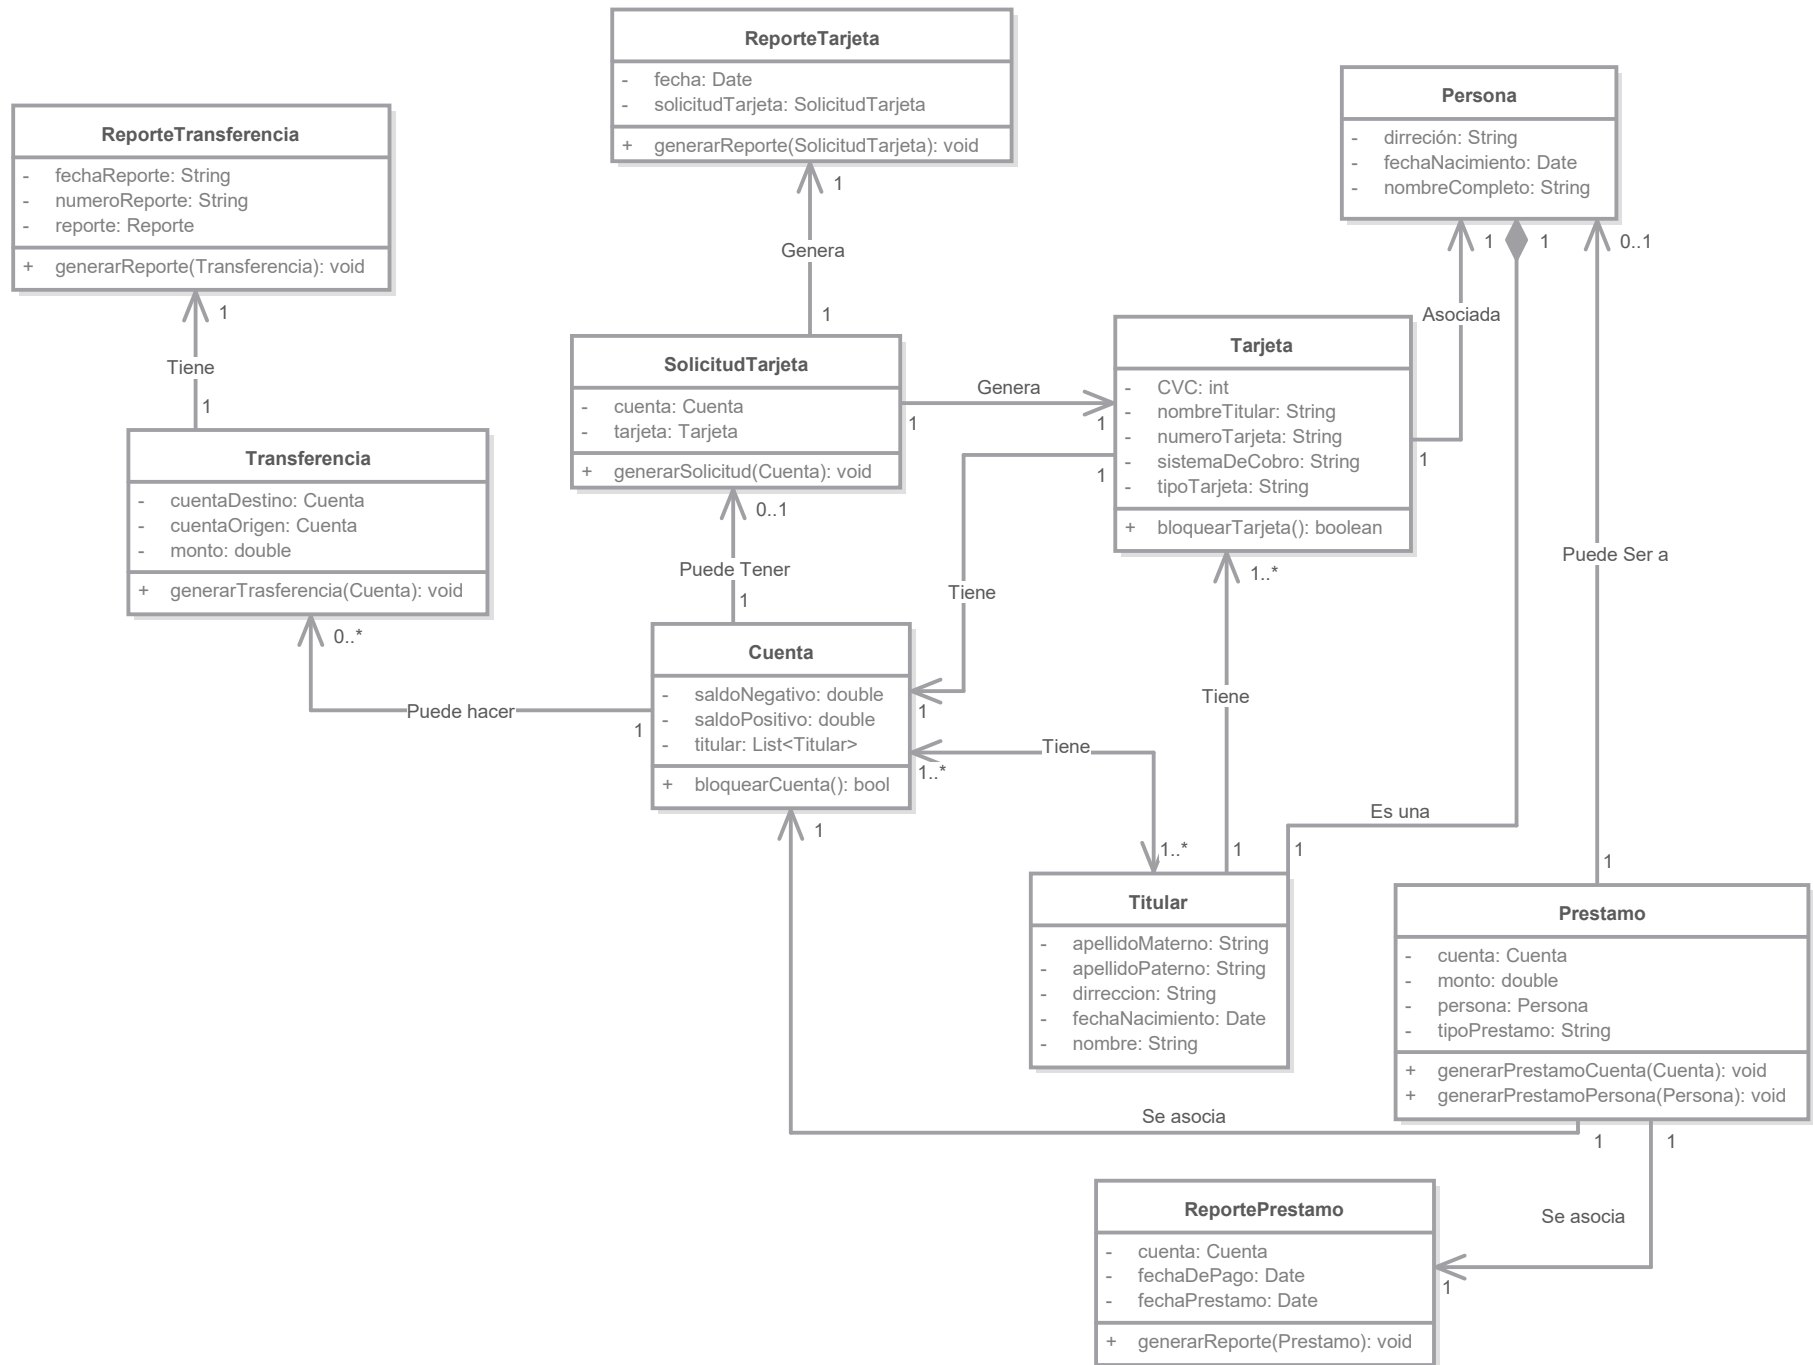 ReporteTarjeta
- fecha: Date
- solicitudTarjeta: SolicitudTarjeta
+ generarReporte(SolicitudTarjeta): void
Persona
- dirreción: String
- fechaNacimiento: Date
- nombreCompleto: String
ReporteTransferencia
- fechaReporte: String
- numeroReporte: String
- reporte: Reporte
+ generarReporte(Transferencia): void
1
Genera
1
1
1
0..1
Asociada
1
Tiene
1
SolicitudTarjeta
- cuenta: Cuenta
- tarjeta: Tarjeta
+ generarSolicitud(Cuenta): void
Genera
1
1
Tarjeta
- CVC: int
- nombreTitular: String
- numeroTarjeta: String
- sistemaDeCobro: String
- tipoTarjeta: String
+ bloquearTarjeta(): boolean
1
1
Transferencia
- cuentaDestino: Cuenta
- cuentaOrigen: Cuenta
- monto: double
+ generarTrasferencia(Cuenta): void
0..1
Puede Tener
1
Tiene
1..*
Puede Ser a
0..*
Puede hacer
1
Cuenta
- saldoNegativo: double
- saldoPositivo: double
- titular: List<Titular>
+ bloquearCuenta(): bool
1
Tiene
1..*
Tiene
1
1..*
1
Es una
1
1
Titular
- apellidoMaterno: String
- apellidoPaterno: String
- dirreccion: String
- fechaNacimiento: Date
- nombre: String
1
Prestamo
- cuenta: Cuenta
- monto: double
- persona: Persona
- tipoPrestamo: String
+ generarPrestamoCuenta(Cuenta): void
+ generarPrestamoPersona(Persona): void
Se asocia
1
1
Se asocia
1
ReportePrestamo
- cuenta: Cuenta
- fechaDePago: Date
- fechaPrestamo: Date
+ generarReporte(Prestamo): void